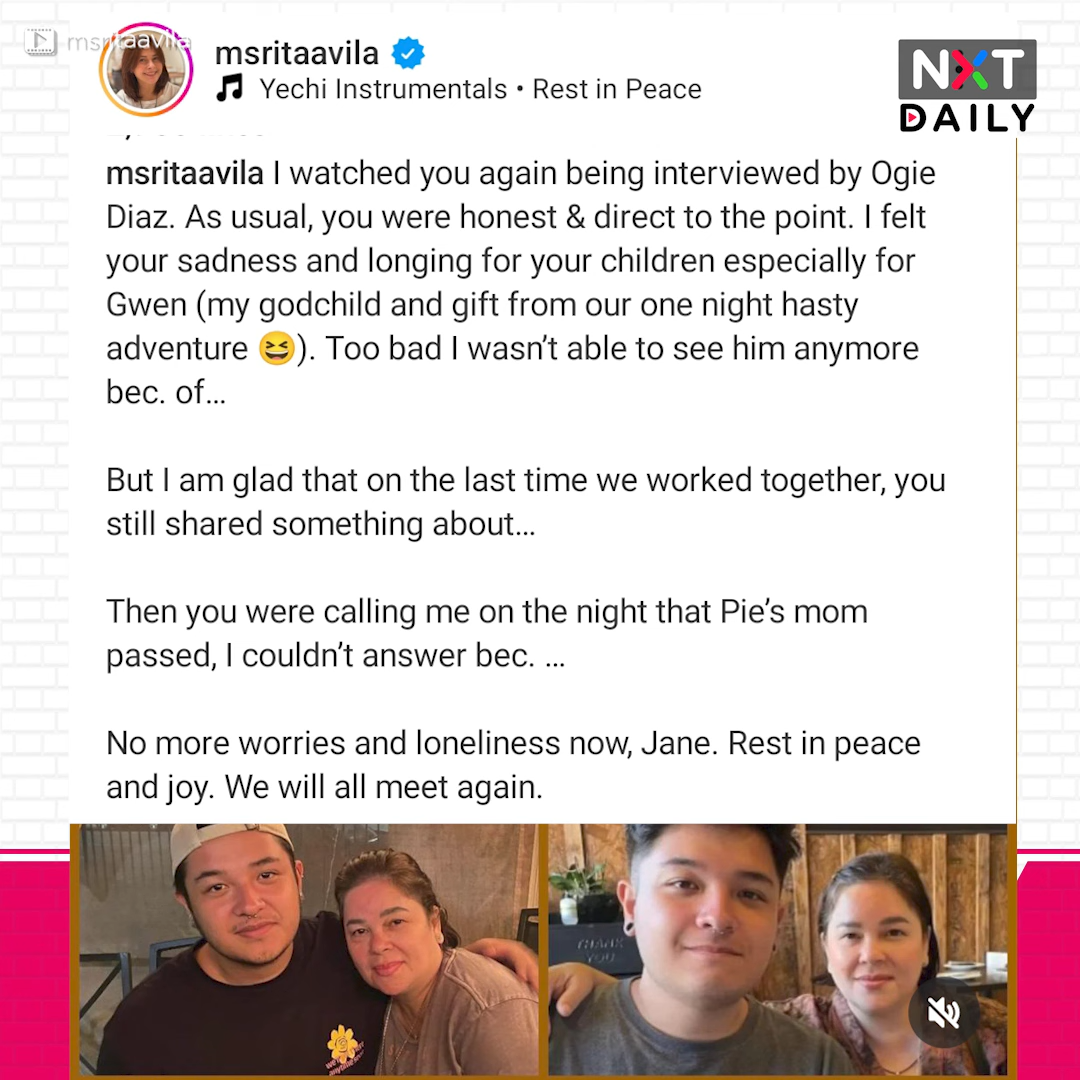 msritaavila
msritaavila
Yechi Instrumentals • Rest in Peace
NXT
DAILY
msritaavila I watched you again being interviewed by Ogie
Diaz. As usual, you were honest & direct to the point. I felt
your sadness and longing for your children especially for
Gwen (my godchild and gift from our one night hasty
adventure 😆). Too bad I wasn’t able to see him anymore
bec. of…
But I am glad that on the last time we worked together, you
still shared something about…
Then you were calling me on the night that Pie’s mom
passed, I couldn’t answer bec. …
No more worries and loneliness now, Jane. Rest in peace
and joy. We will all meet again.
THANK
YOU